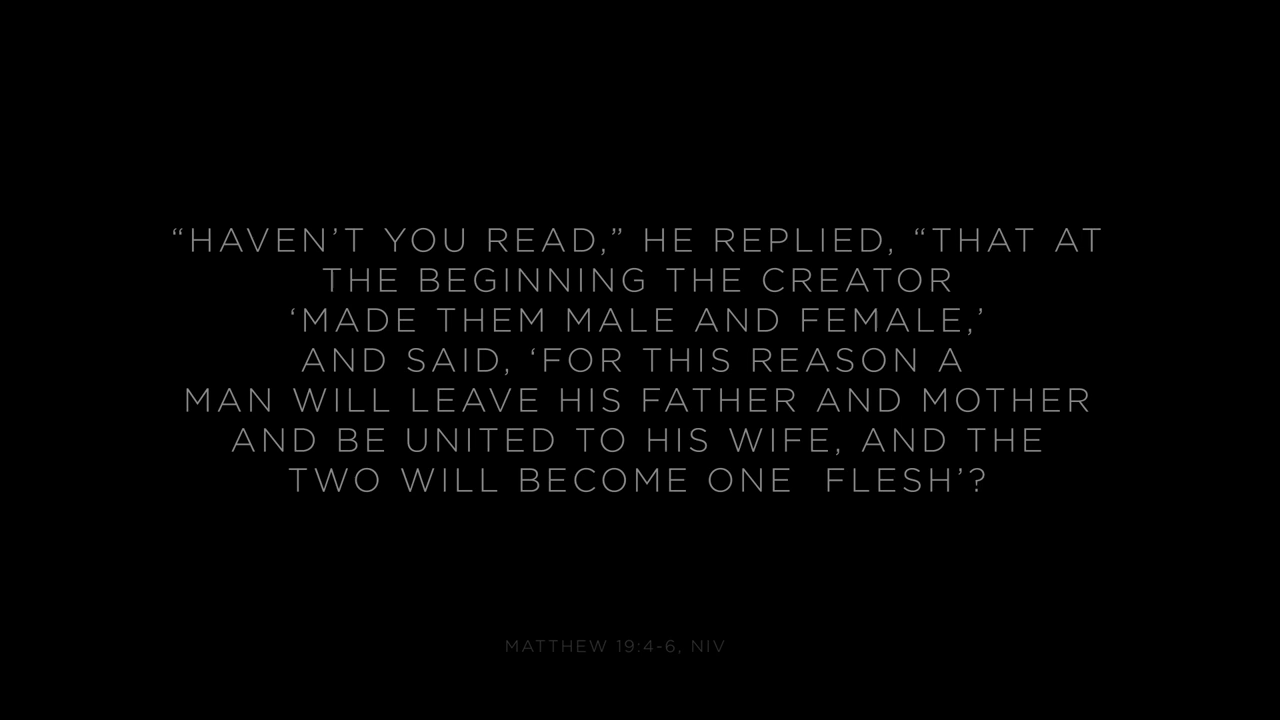 “HAVEN’T YOU READ,” HE REPLIED, “THAT AT
THE BEGINNING THE CREATOR
‘MADE THEM MALE AND FEMALE,’
AND SAID, ‘FOR THIS REASON A
MAN WILL LEAVE HIS FATHER AND MOTHER
AND BE UNITED TO HIS WIFE, AND THE
TWO WILL BECOME ONE  FLESH’?
MATTHEW 19:4-6, NIV